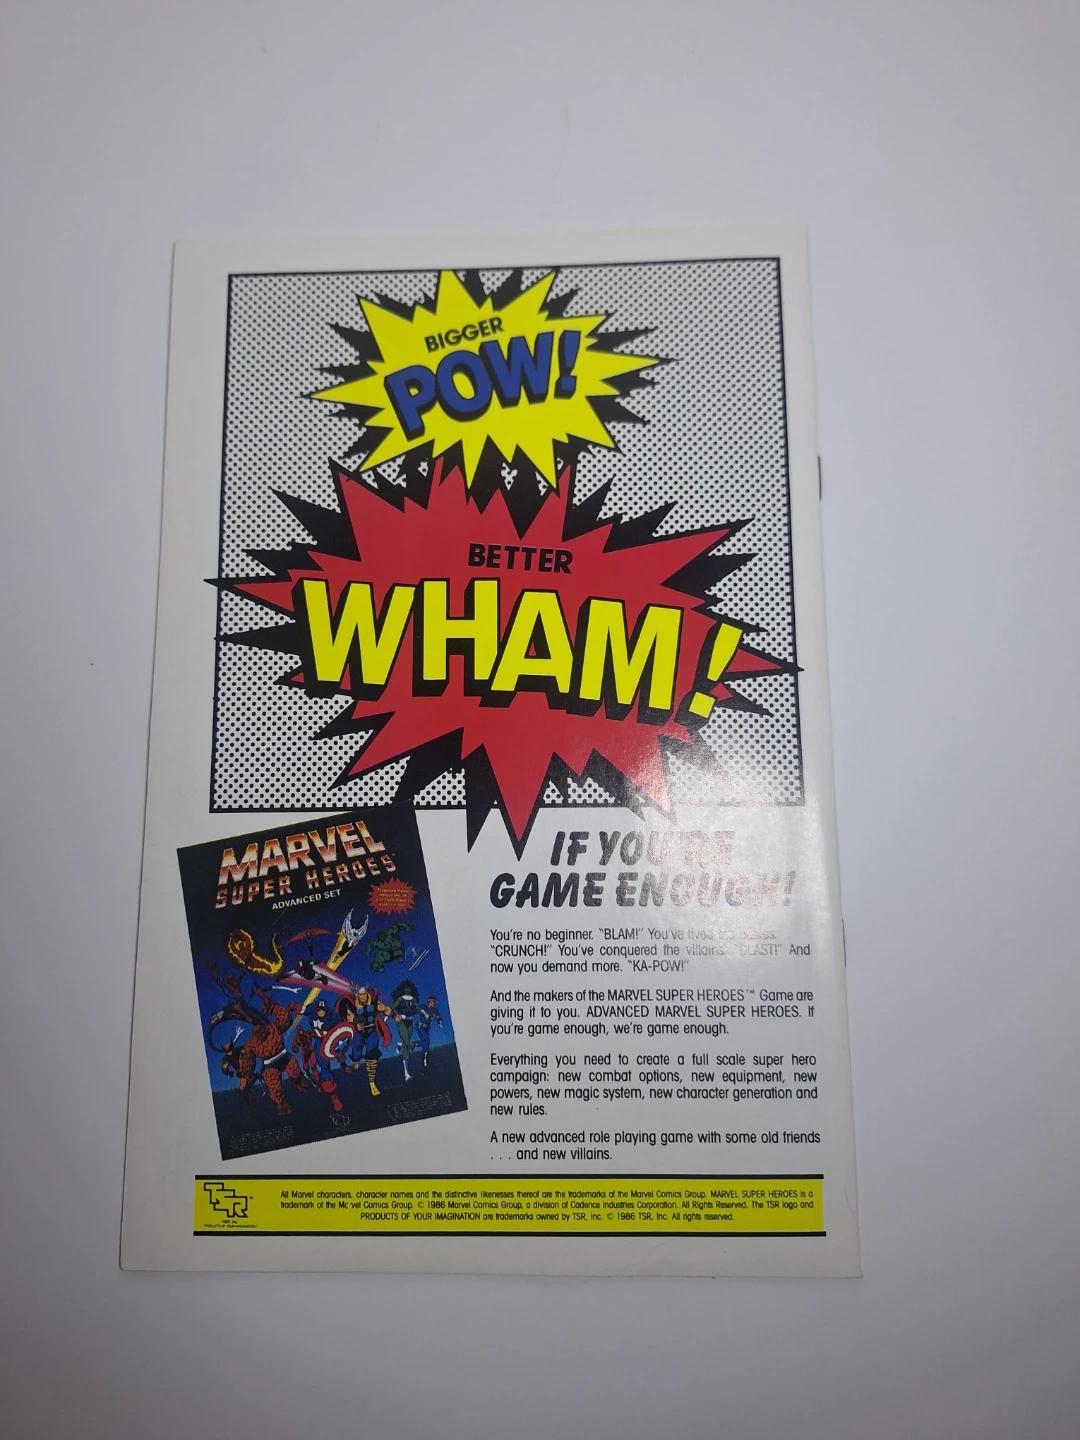 BIGGER
POW!
BETTER
WHAM!
MARVEL
SUPER HEROES
ADVANCED SET
IF YOU'RE
GAME ENOUGH!
You're no beginner. "BLAM!" You've lived
"CRUNCH!" You've conquered the villains. "BLAST!" And
now you demand more. "KA-POW!"
And the makers of the MARVEL SUPER HEROES™ Game are
giving it to you. ADVANCED MARVEL SUPER HEROES. If
you're game enough, we're game enough.
Everything you need to create a full scale super hero
campaign: new combat options, new equipment, new
powers, new magic system, new character generation and
new rules.
A new advanced role playing game with some old friends
. . . and new villains.
TSR™
TSR, Inc.
PRODUCTS OF YOUR IMAGINATION™
All Marvel characters, character names and the distinctive likenesses thereof are the trademarks of the Marvel Comics Group. MARVEL SUPER HEROES is a
trademark of the Marvel Comics Group. © 1986 Marvel Comics Group, a division of Cadence Industries Corporation. All Rights Reserved. The TSR logo and
PRODUCTS OF YOUR IMAGINATION are trademarks owned by TSR, Inc. © 1986 TSR, Inc. All rights reserved.